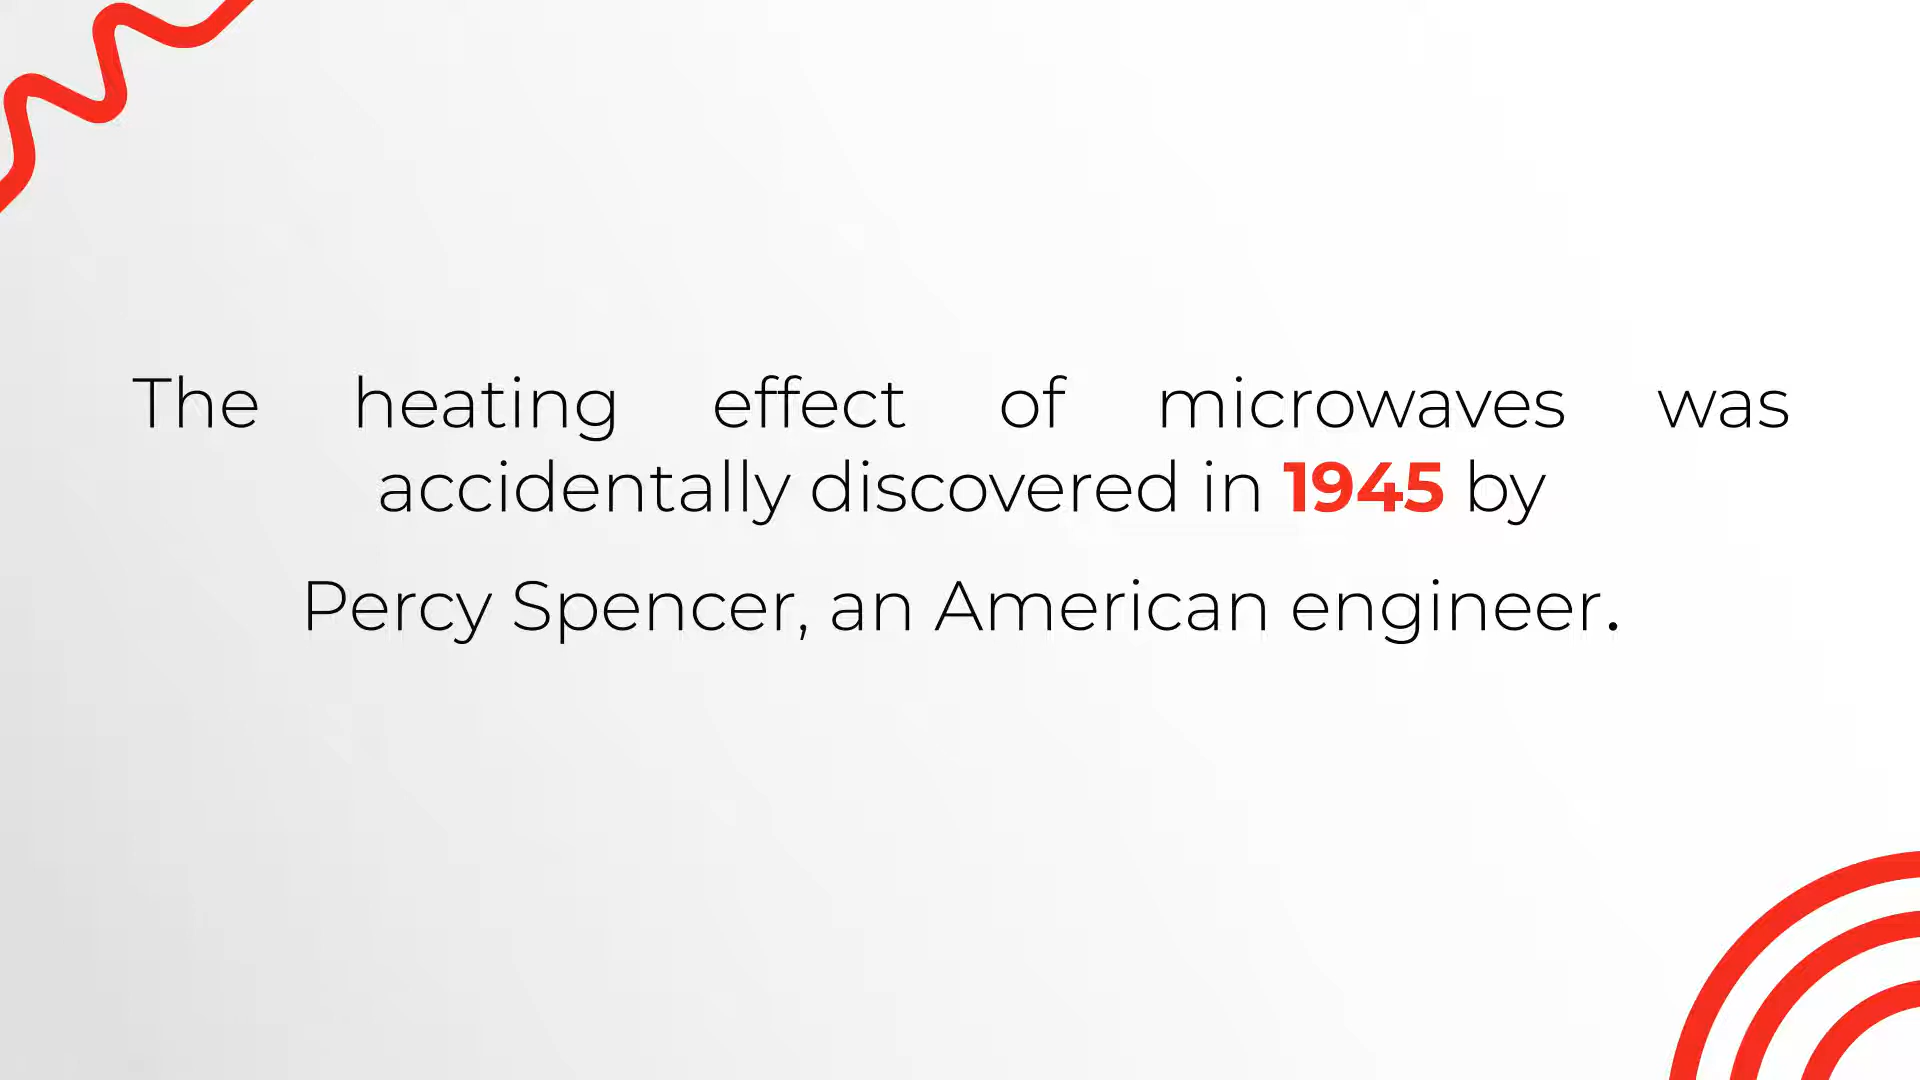 The heating effect of microwaves was
accidentally discovered in 1945 by
Percy Spencer, an American engineer.